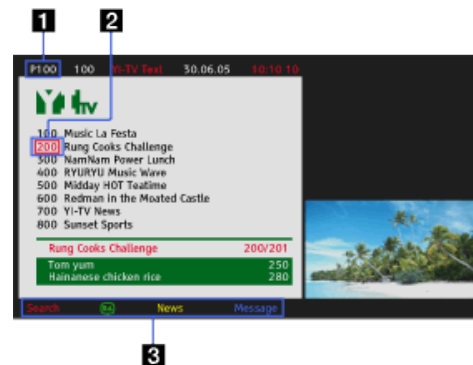 1 2
P100 100 Yi-TV Text 30.06.05 10:10 10
Yi tv
100 Music La Festa
200 Rung Cooks Challenge
300 NamNam Power Lunch
400 RYURYU Music Wave
500 Midday HOT Teatime
600 Redman in the Moated Castle
700 Yi-TV News
800 Sunset Sports
Rung Cooks Challenge 200/201
Tom yum 250
Hainanese chicken rice 280
Search News Message
3